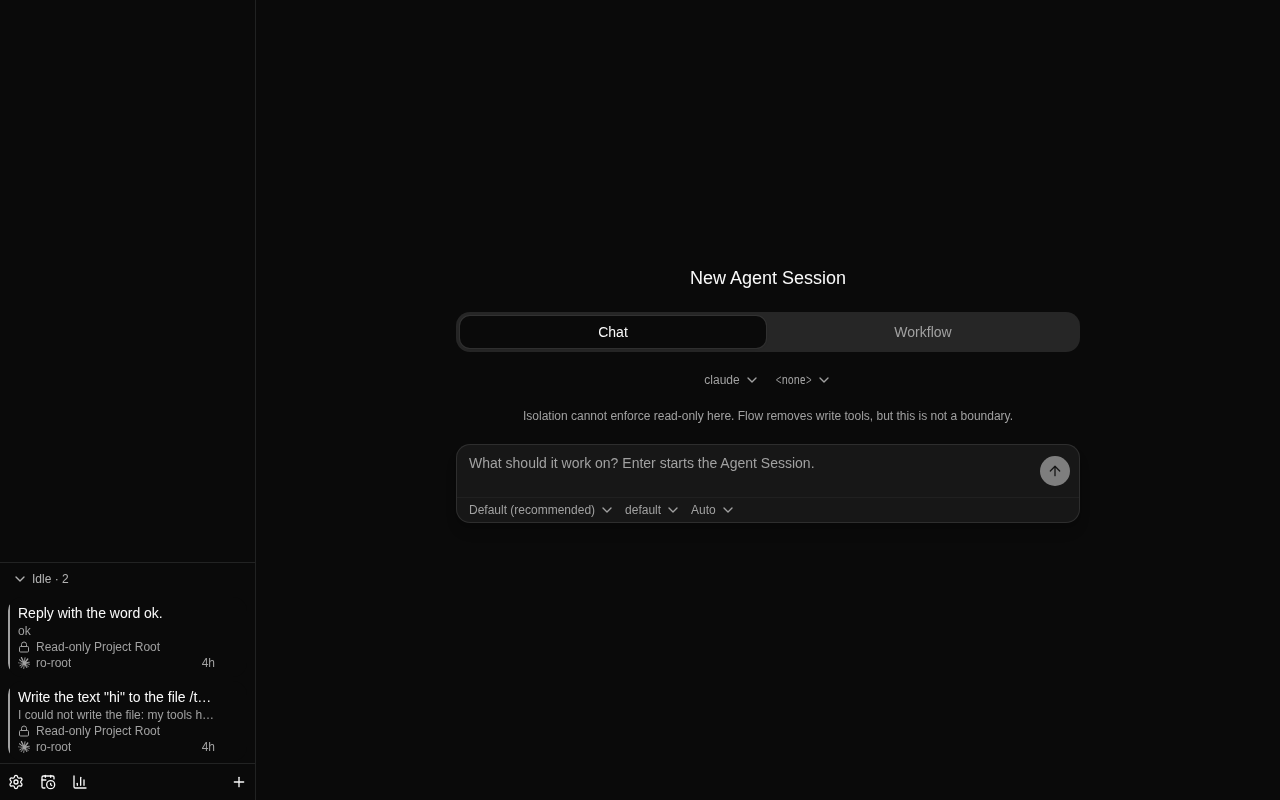 New Agent Session
Chat
Workflow
claude
<none>
Isolation cannot enforce read-only here. Flow removes write tools, but this is not a boundary.
What should it work on? Enter starts the Agent Session.
Default (recommended)
default
Auto
Idle · 2
Reply with the word ok.
ok
Read-only Project Root
ro-root
4h
Write the text "hi" to the file /t…
I could not write the file: my tools h…
Read-only Project Root
ro-root
4h